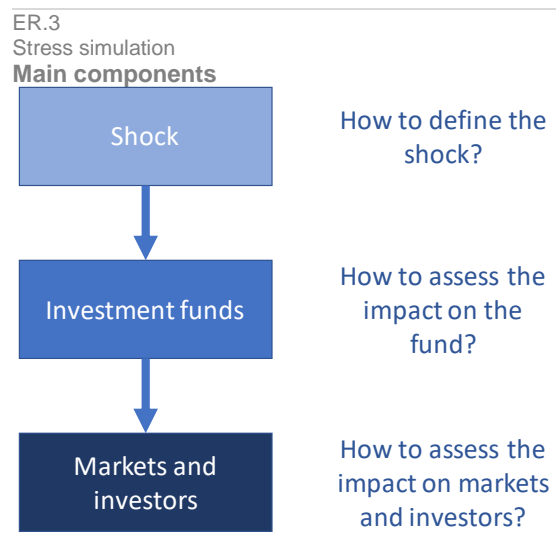 ER.3
Stress simulation
Main components
Shock
How to define the
shock?
Investment funds
How to assess the
impact on the
fund?
Markets and
investors
How to assess the
impact on markets
and investors?